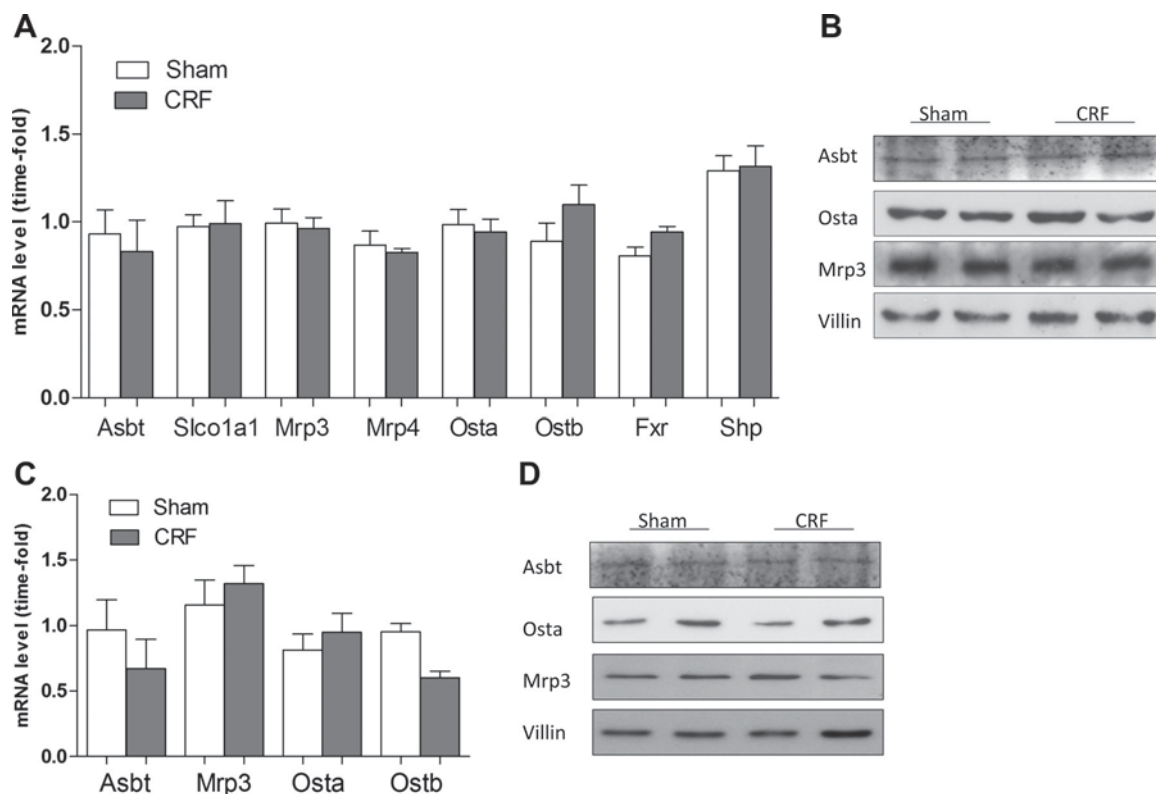 A
mRNA level (time-fold)
2.0
1.5
1.0
0.5
0.0
Sham
CRF
Asbt Slco1a1 Mrp3 Mrp4 Osta Ostb Fxr Shp
B
Sham CRF
Asbt
Osta
Mrp3
Villin
C
mRNA level (time-fold)
2.0
1.5
1.0
0.5
0.0
Sham
CRF
Asbt Mrp3 Osta Ostb
D
Sham CRF
Asbt
Osta
Mrp3
Villin